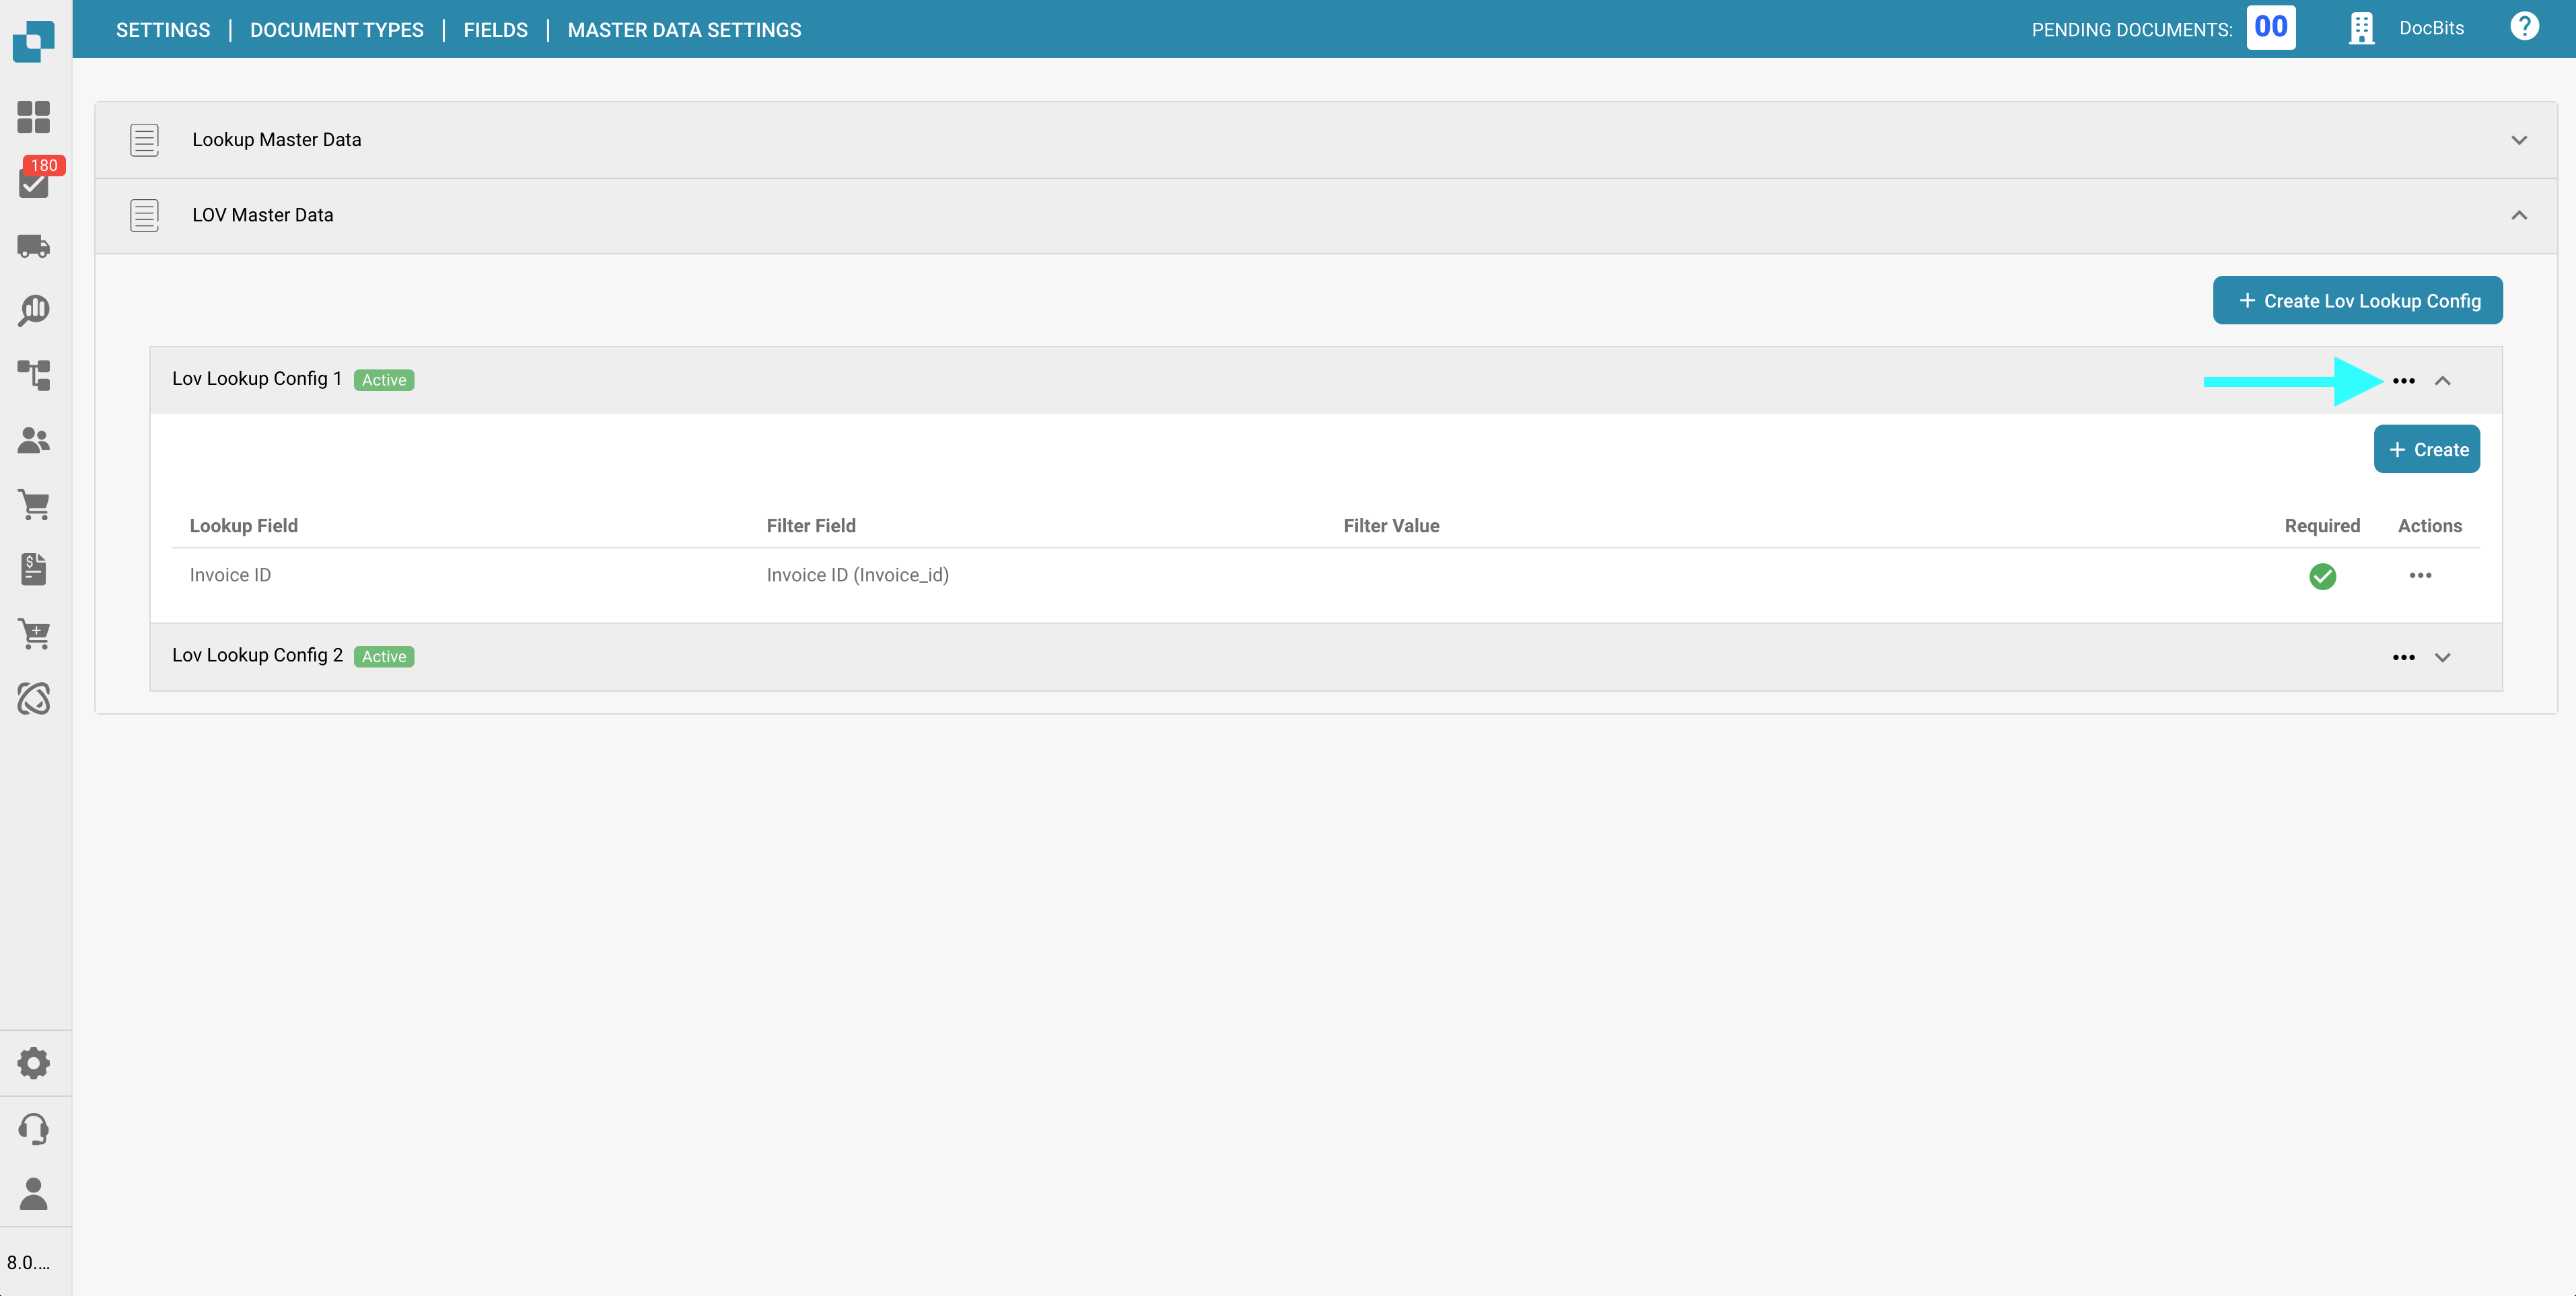 SETTINGS | DOCUMENT TYPES | FIELDS | MASTER DATA SETTINGS
PENDING DOCUMENTS: 00
DocBits
180
Lookup Master Data
LOV Master Data
+ Create Lov Lookup Config
Lov Lookup Config 1 Active
+ Create
Lookup Field Filter Field Filter Value Required Actions
Invoice ID Invoice ID (Invoice_id)
Lov Lookup Config 2 Active
8.0....